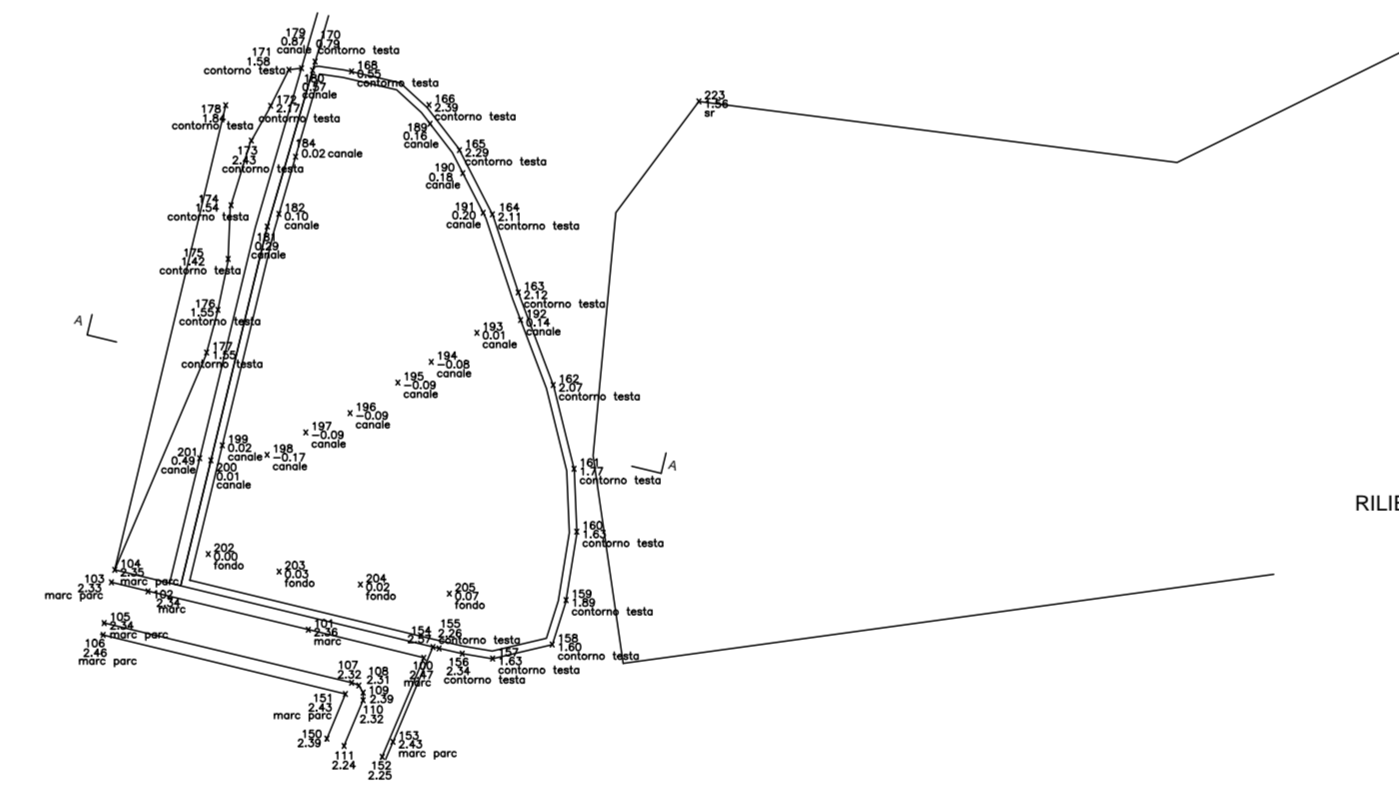 179
0.87
canale
170
0.79
contorno testa
171
1.58
contorno testa
168
0.55
contorno testa
180
0.57
canale
178
1.84
contorno testa
172
2.17
contorno testa
166
2.39
contorno testa
189
0.16
canale
173
2.43
contorno testa
184
0.02 canale
165
2.29
contorno testa
190
0.18
canale
223
1.56
sr
174
1.54
contorno testa
182
0.10
canale
191
0.20
canale
164
2.11
contorno testa
181
0.29
canale
175
1.42
contorno testa
163
2.12
contorno testa
176
1.55
contorno testa
192
0.14
canale
A
193
0.01
canale
177
1.55
contorno testa
194
-0.08
canale
195
-0.09
canale
162
2.07
contorno testa
196
-0.09
canale
197
-0.09
canale
199
0.02
canale
198
-0.17
canale
201
0.49
canale
200
0.01
canale
161
1.77
contorno testa
A
RILIE
160
1.63
contorno testa
202
0.00
fondo
203
0.03
fondo
204
0.02
fondo
205
0.07
fondo
104
2.35
marc parc
103
2.33
marc parc
102
2.34
marc
159
1.89
contorno testa
105
2.34
marc parc
106
2.46
marc parc
101
2.36
marc
154
2.57
155
2.26
contorno testa
158
1.60
contorno testa
157
1.63
contorno testa
156
2.34
contorno testa
100
2.47
marc
107
2.32
108
2.31
109
2.39
110
2.32
151
2.43
marc parc
150
2.39
111
2.24
153
2.43
marc parc
152
2.25